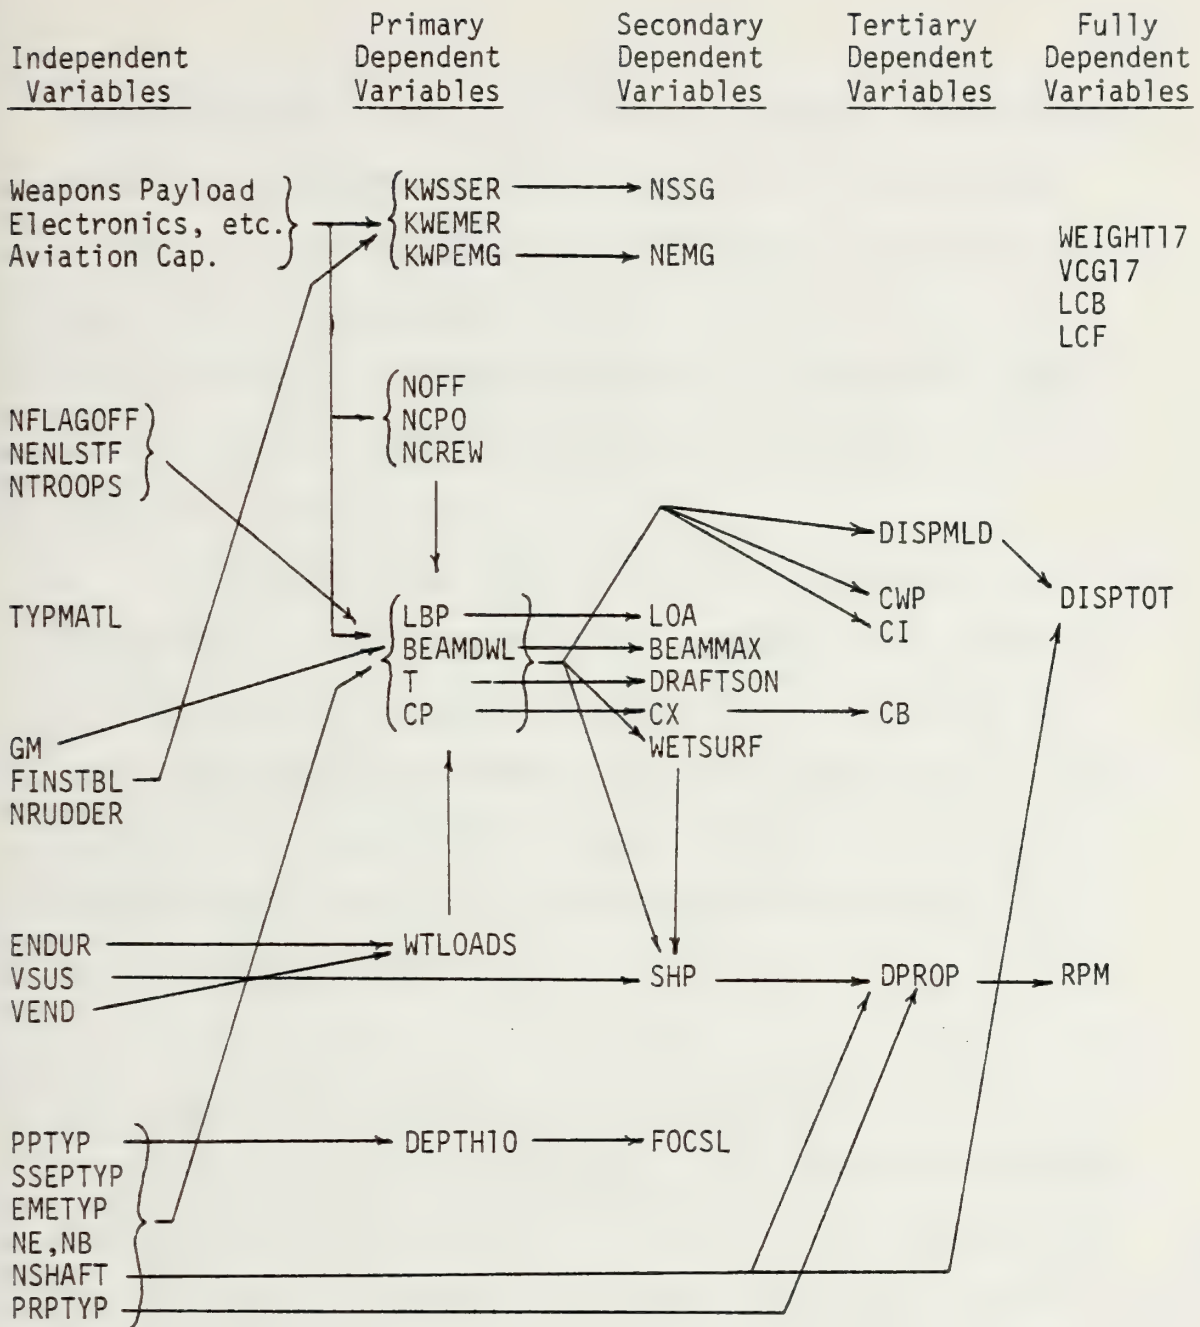 Independent Variables
Primary Dependent Variables
Secondary Dependent Variables
Tertiary Dependent Variables
Fully Dependent Variables
Weapons Payload
Electronics, etc.
Aviation Cap.
KWSSER
KWEMER
KWPEMG
NSSG
NEMG
WEIGHT17
VCG17
LCB
LCF
NFLAGOFF
NENLSTF
NTROOPS
NOFF
NCPO
NCREW
TYPMATL
LBP
BEAMDWL
T
CP
LOA
BEAMMAX
DRAFTSON
CX
WETSURF
DISPMLD
CWP
CI
CB
DISPTOT
GM
FINSTBL
NRUDDER
ENDUR
VSUS
VEND
WTLOADS
SHP
DPROP
RPM
PPTYP
SSEPTYP
EMETYP
NE,NB
NSHAFT
PRPTYP
DEPTH10
FOCSL